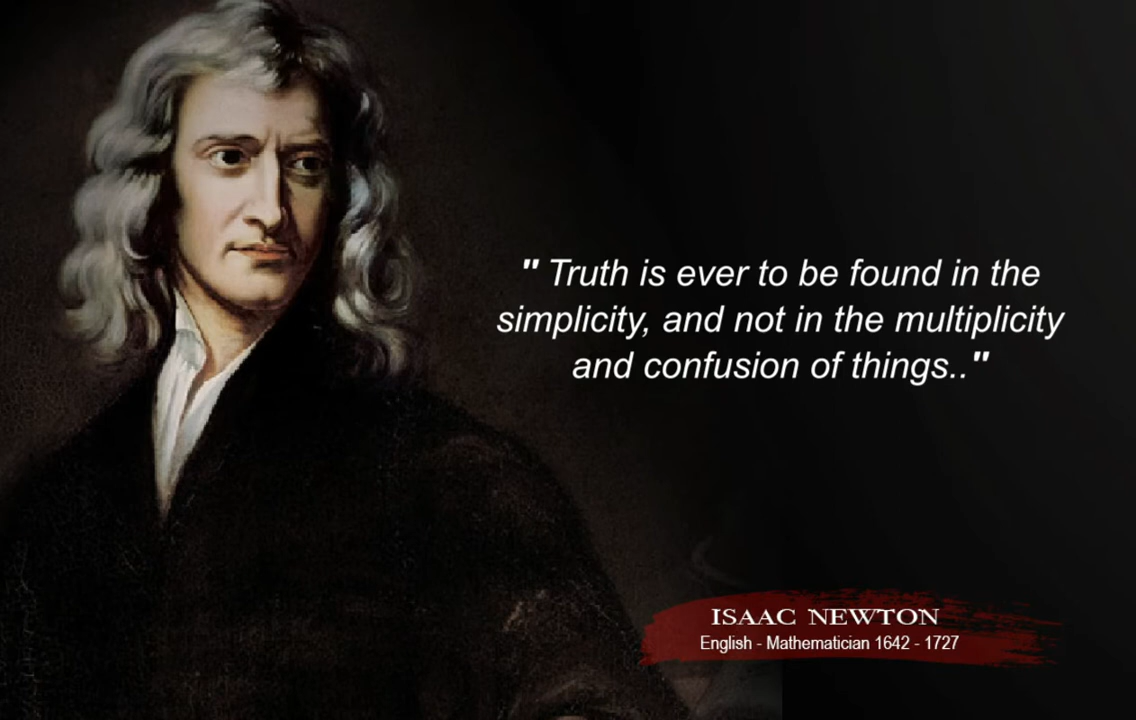 " Truth is ever to be found in the
simplicity, and not in the multiplicity
and confusion of things.."
ISAAC NEWTON
English - Mathematician 1642 - 1727